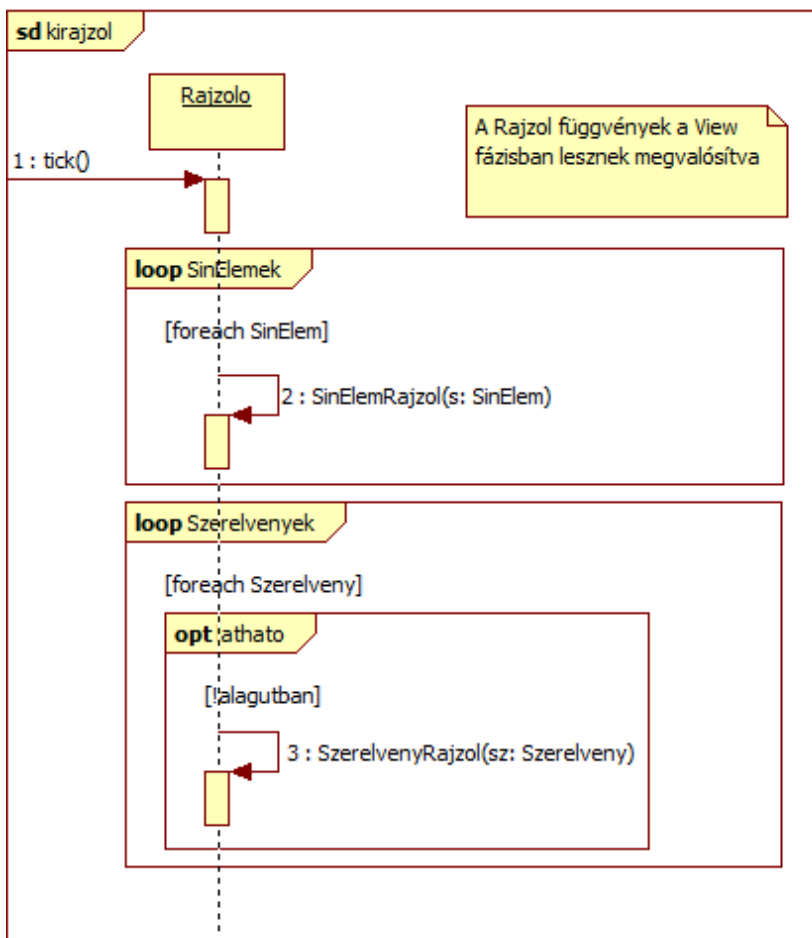 sd kirajzol
Rajzolo
A Rajzol függvények a View
fázisban lesznek megvalósítva
1 : tick()
loop SinElemek
[foreach SinElem]
2 : SinElemRajzol(s: SinElem)
loop Szerelvenyek
[foreach Szerelveny]
opt lathato
[!alagutban]
3 : SzerelvenyRajzol(sz: Szerelveny)